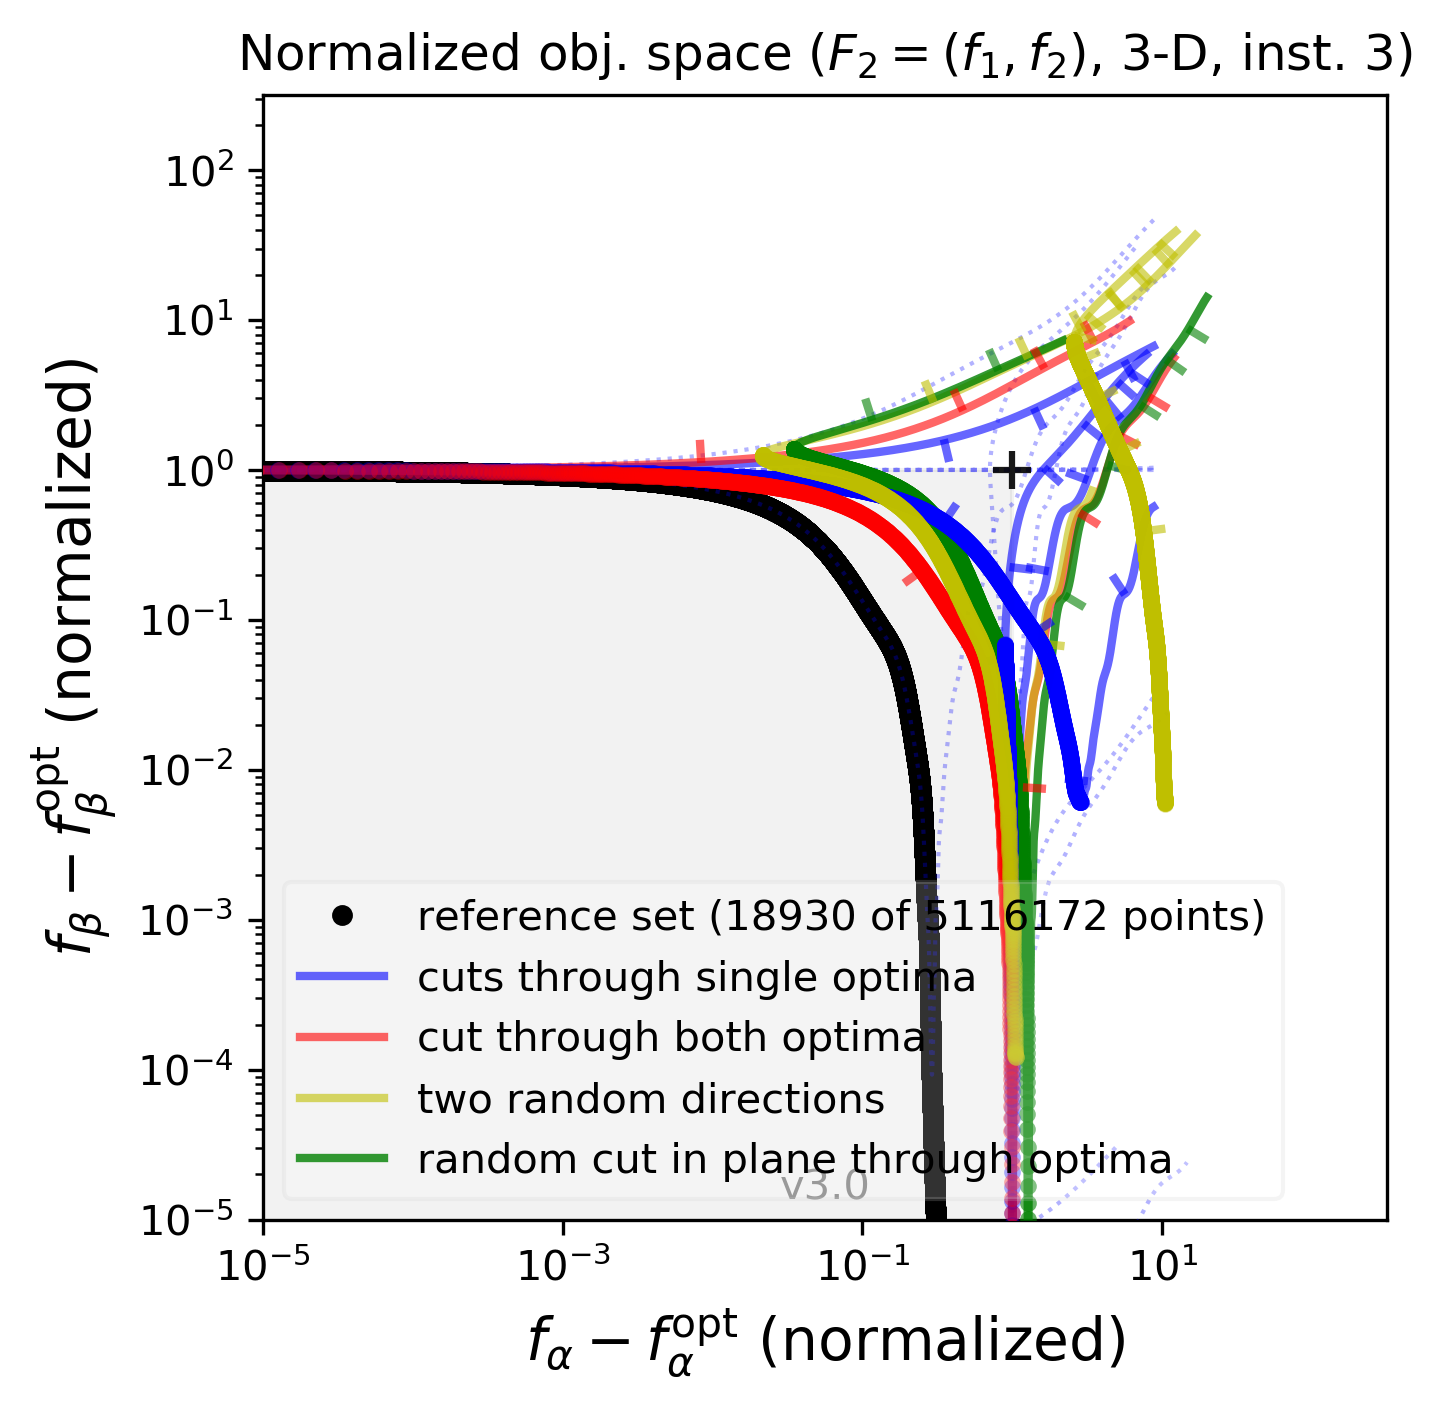 Normalized obj. space (F₂ = (f₁, f₂), 3-D, inst. 3)
f_β − f_β^opt (normalized)
10²
10¹
10⁰
10⁻¹
10⁻²
10⁻³
10⁻⁴
10⁻⁵
reference set (18930 of 5116172 points)
cuts through single optima
cut through both optima
two random directions
random cut in plane through optima
v3.0
10⁻⁵ 10⁻³ 10⁻¹ 10¹
f_α − f_α^opt (normalized)